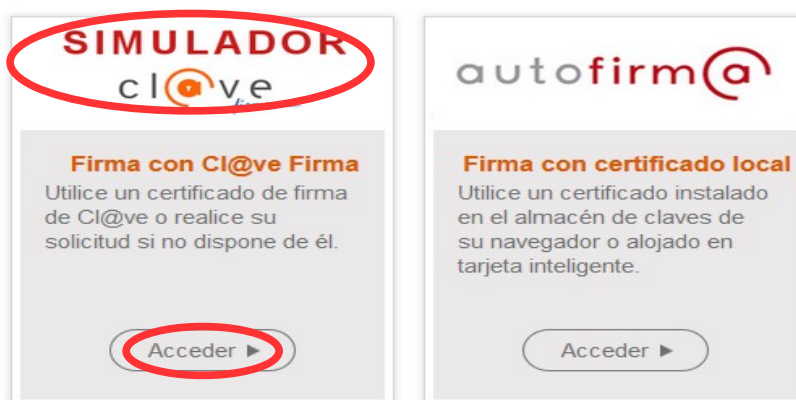 SIMULADOR
cl@ve
firma
Firma con Cl@ve Firma
Utilice un certificado de firma
de Cl@ve o realice su
solicitud si no dispone de él.
Acceder ►
autofirm@
Firma con certificado local
Utilice un certificado instalado
en el almacén de claves de
su navegador o alojado en
tarjeta inteligente.
Acceder ►